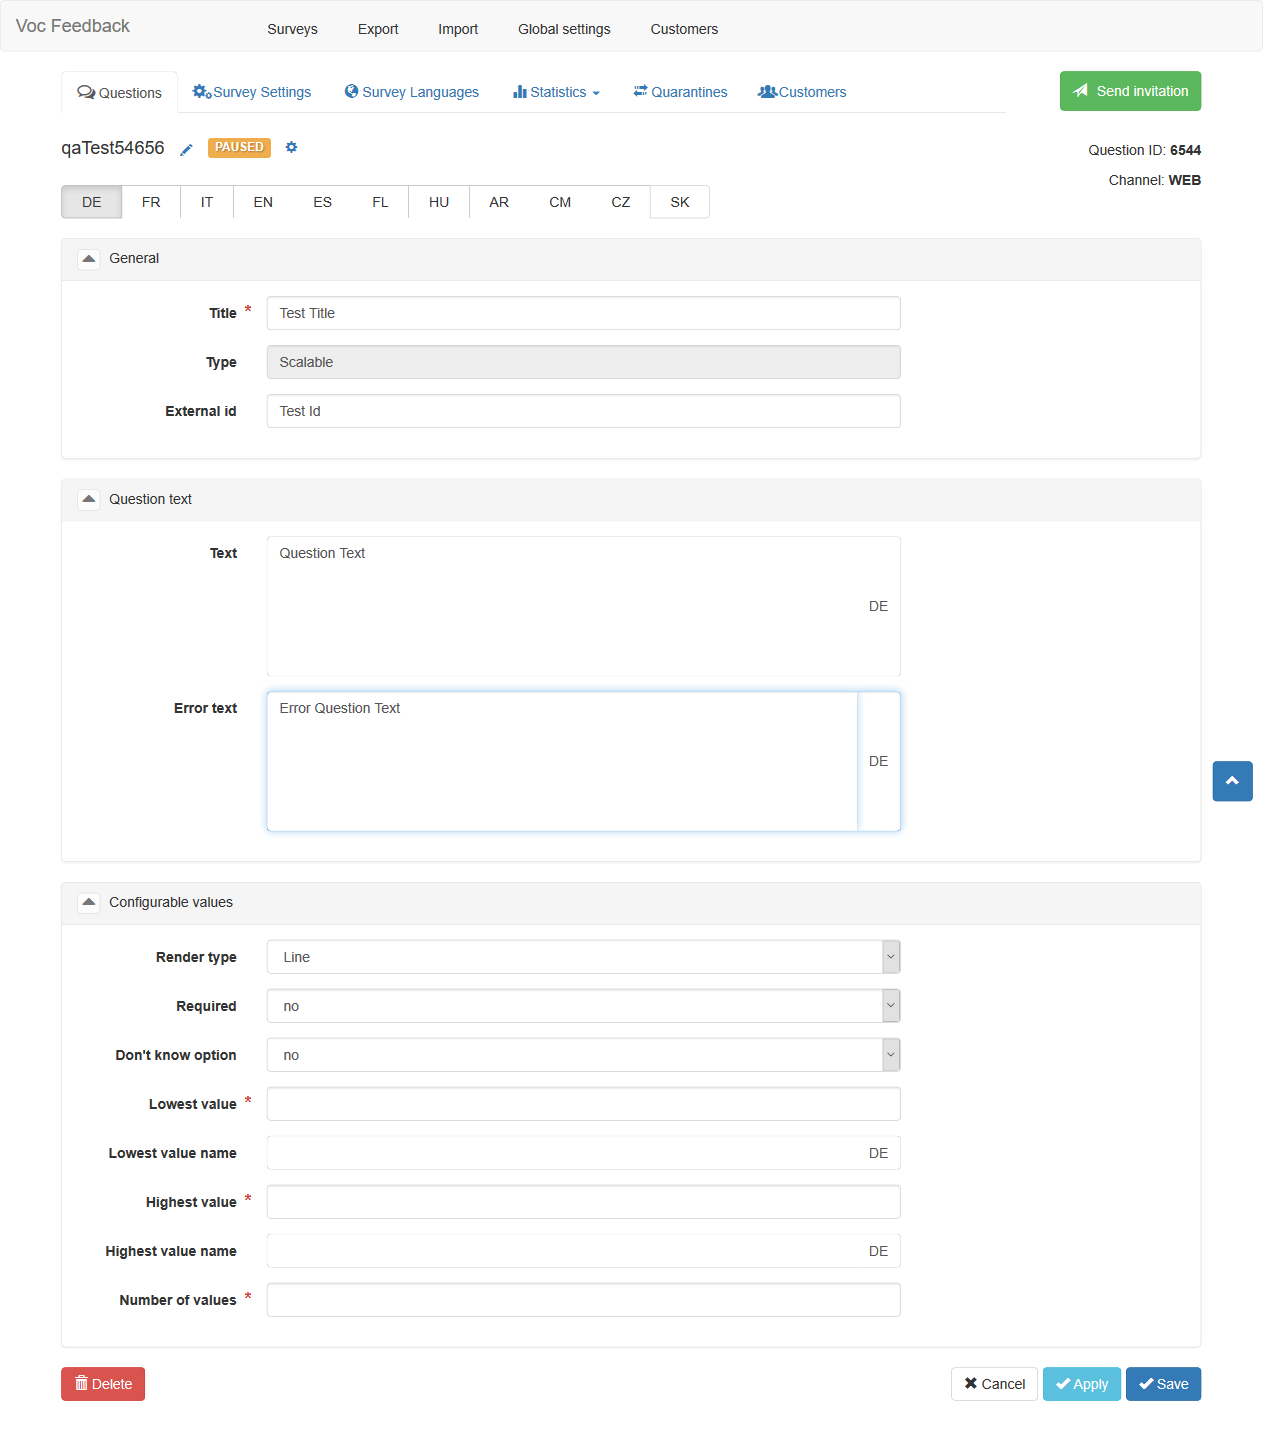 Voc Feedback Surveys Export Import Global settings Customers
Questions Survey Settings Survey Languages Statistics Quarantines Customers Send invitation
qaTest54656 PAUSED Question ID: 6544
Channel: WEB
DE FR IT EN ES FL HU AR CM CZ SK
General
Title * Test Title
Type Scalable
External id Test Id
Question text
Text Question Text
DE
Error text Error Question Text
DE
Configurable values
Render type Line
Required no
Don't know option no
Lowest value *
Lowest value name DE
Highest value *
Highest value name DE
Number of values *
Delete Cancel Apply Save